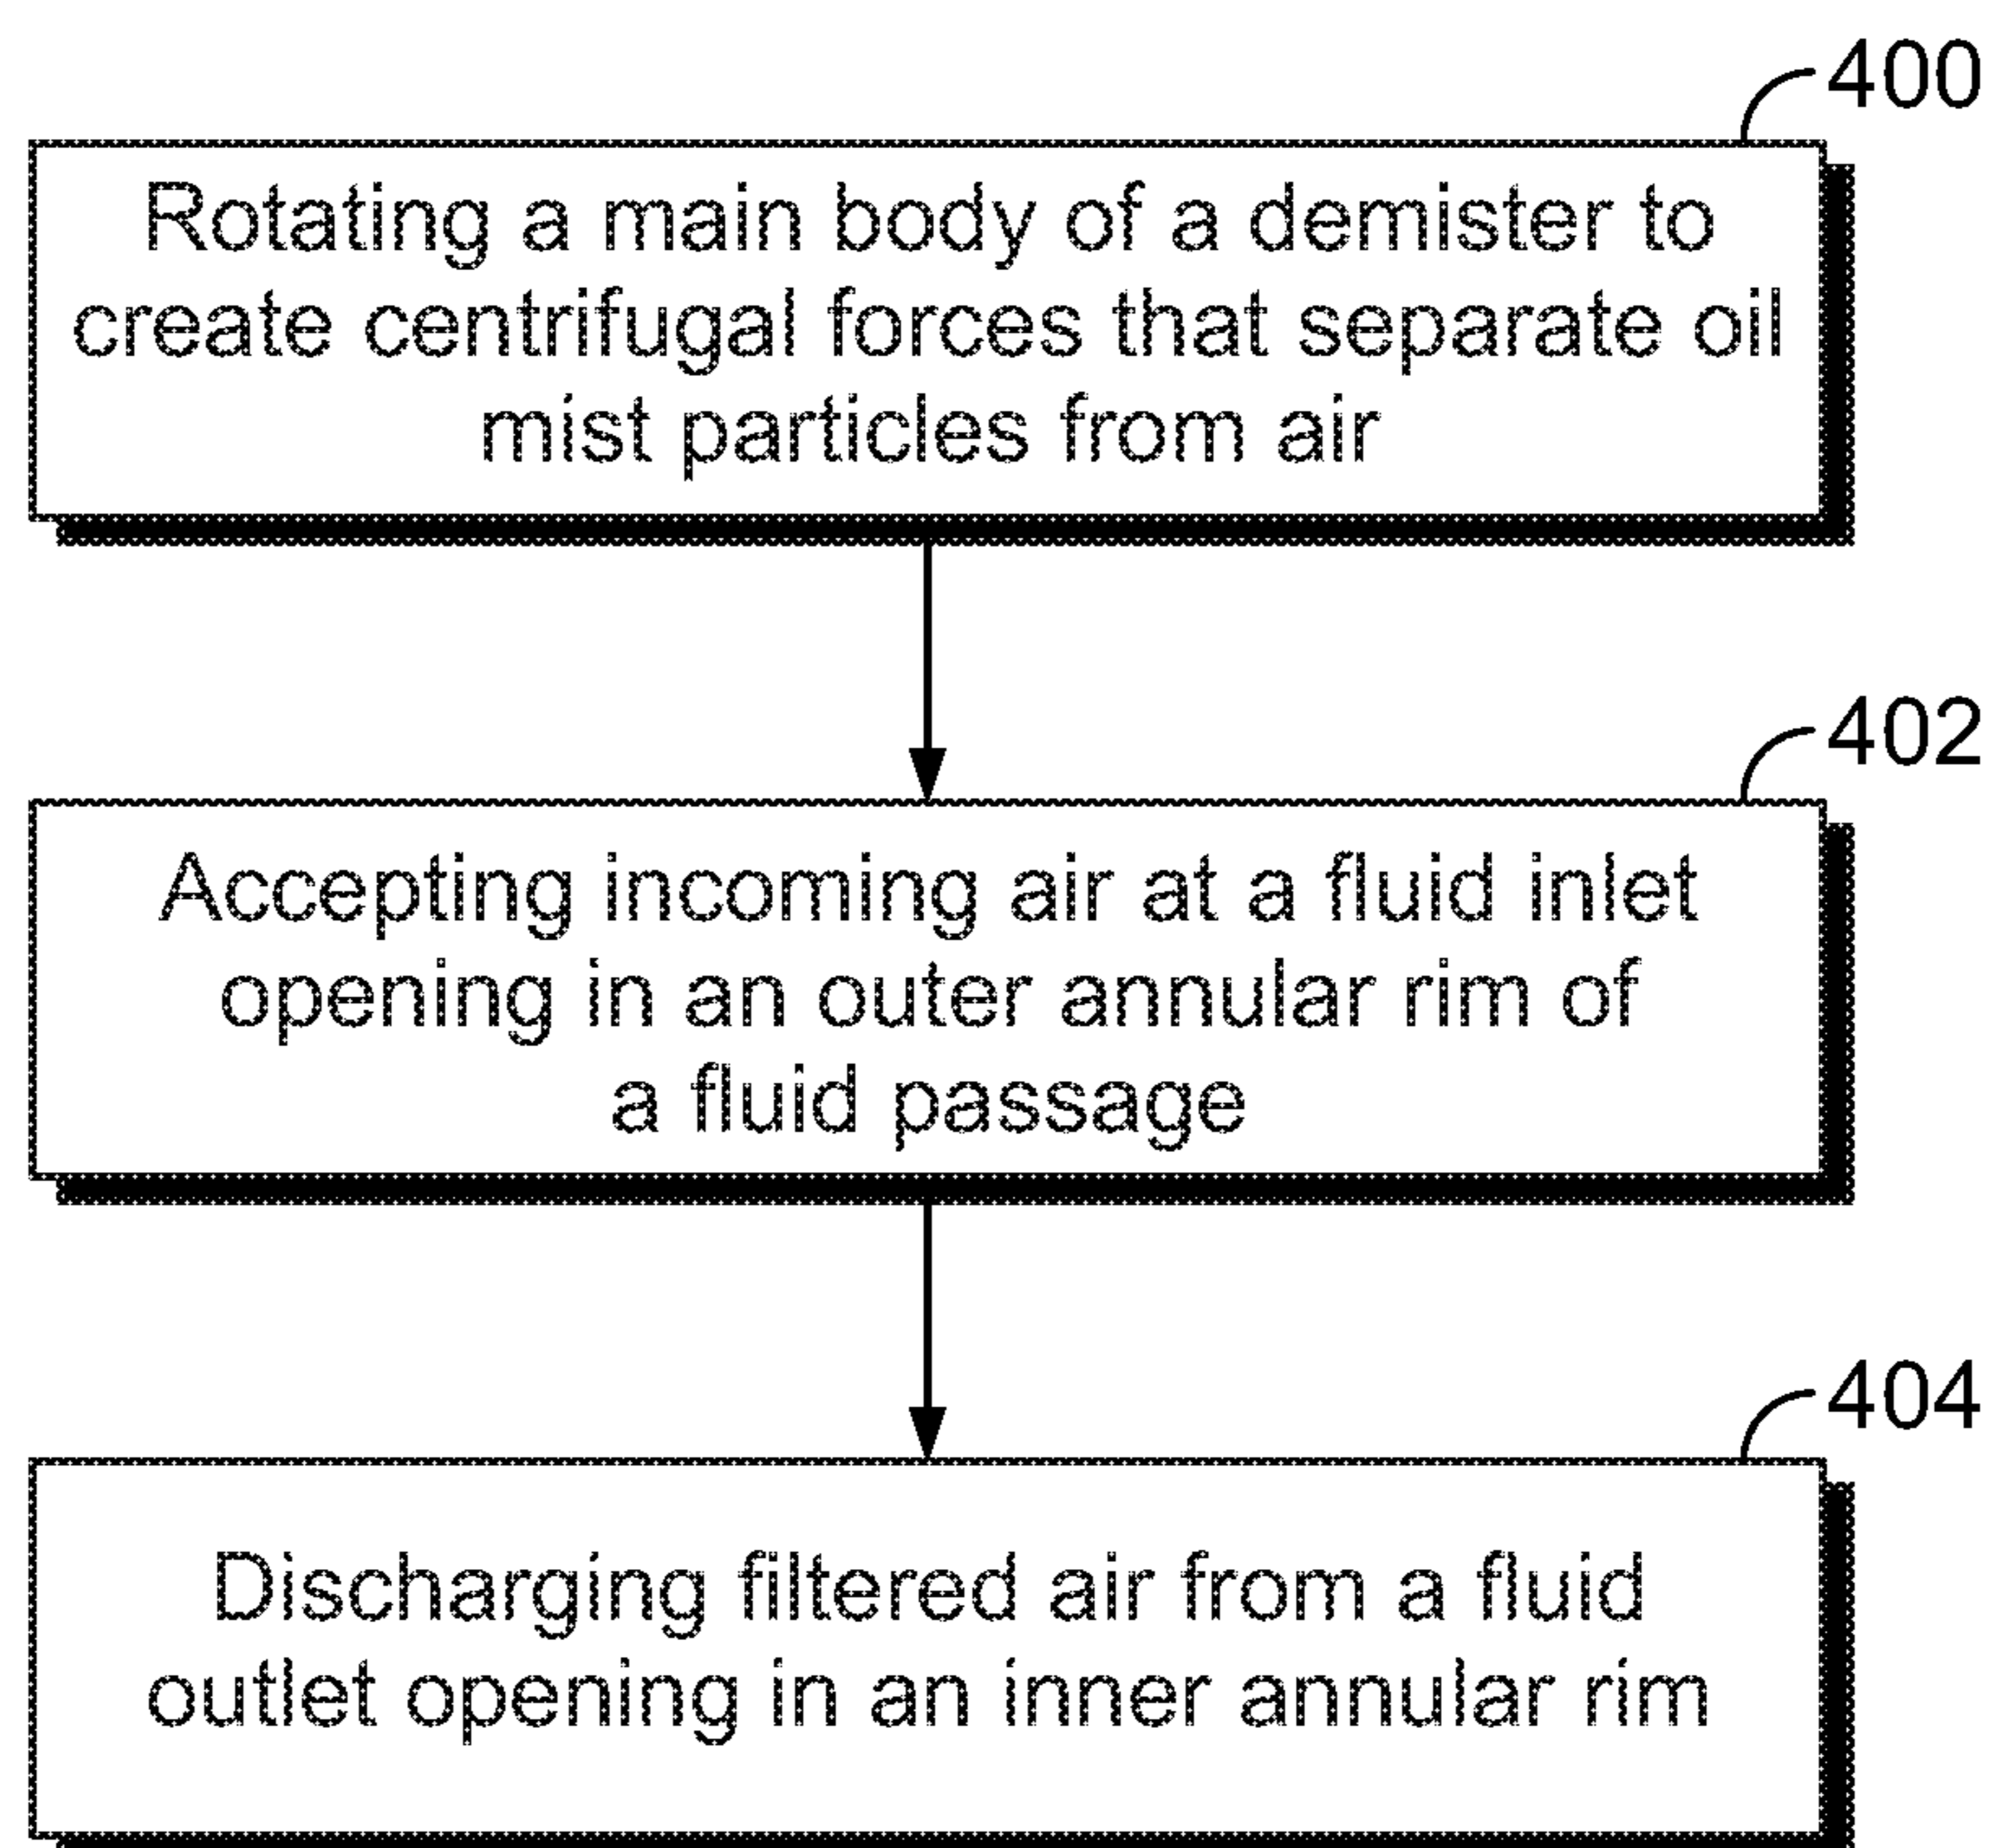 400
Rotating a main body of a demister to
create centrifugal forces that separate oil
mist particles from air
402
Accepting incoming air at a fluid inlet
opening in an outer annular rim of
a fluid passage
404
Discharging filtered air from a fluid
outlet opening in an inner annular rim